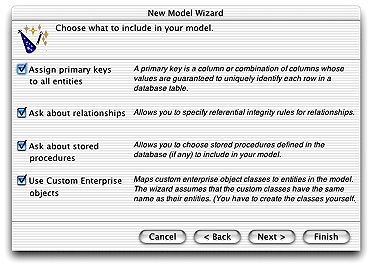 New Model Wizard
Choose what to include in your model.
Assign primary keys
to all entities
A primary key is a column or combination of columns whose
values are guaranteed to uniquely identify each row in a
database table.
Ask about relationships
Allows you to specify referential integrity rules for relationships.
Ask about stored
procedures
Allows you to choose stored procedures defined in the
database (if any) to include in your model.
Use Custom Enterprise
objects
Maps custom enterprise object classes to entities in the model.
The wizard assumes that the custom classes have the same
name as their entities. (You have to create the classes yourself.
Cancel
< Back
Next >
Finish